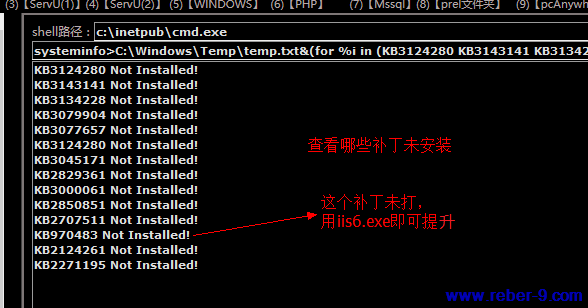 (3)【ServU(1)】 (4)【ServU(2)】 (5)【WINDOWS】 (6)【PHP】 (7)【Mssql】 (8)【prel文件夹】 (9)【pcAnywh
shell路径： c:\inetpub\cmd.exe
systeminfo>C:\Windows\Temp\temp.txt&(for %i in (KB3124280 KB3143141 KB31342
KB3124280 Not Installed!
KB3143141 Not Installed!
KB3134228 Not Installed!
KB3079904 Not Installed!
KB3077657 Not Installed!
KB3124280 Not Installed!
KB3045171 Not Installed!
KB2829361 Not Installed!
KB3000061 Not Installed!
KB2850851 Not Installed!
KB2707511 Not Installed!
KB970483 Not Installed!
KB2124261 Not Installed!
KB2271195 Not Installed!
查看哪些补丁未安装
这个补丁未打，
用iis6.exe即可提升
www.reber-9.com